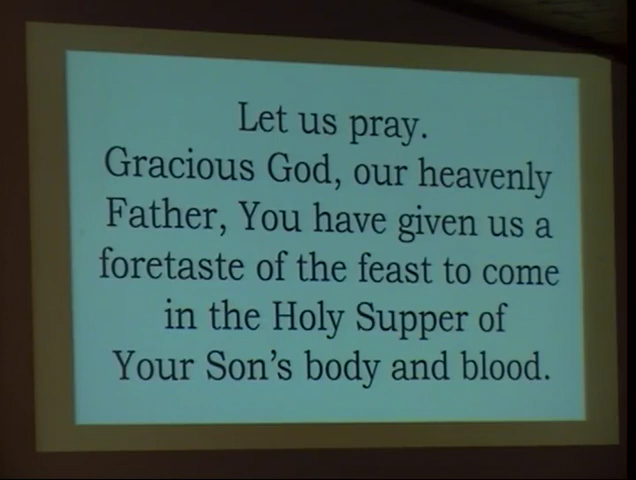 Let us pray.
Gracious God, our heavenly
Father, You have given us a
foretaste of the feast to come
in the Holy Supper of
Your Son's body and blood.